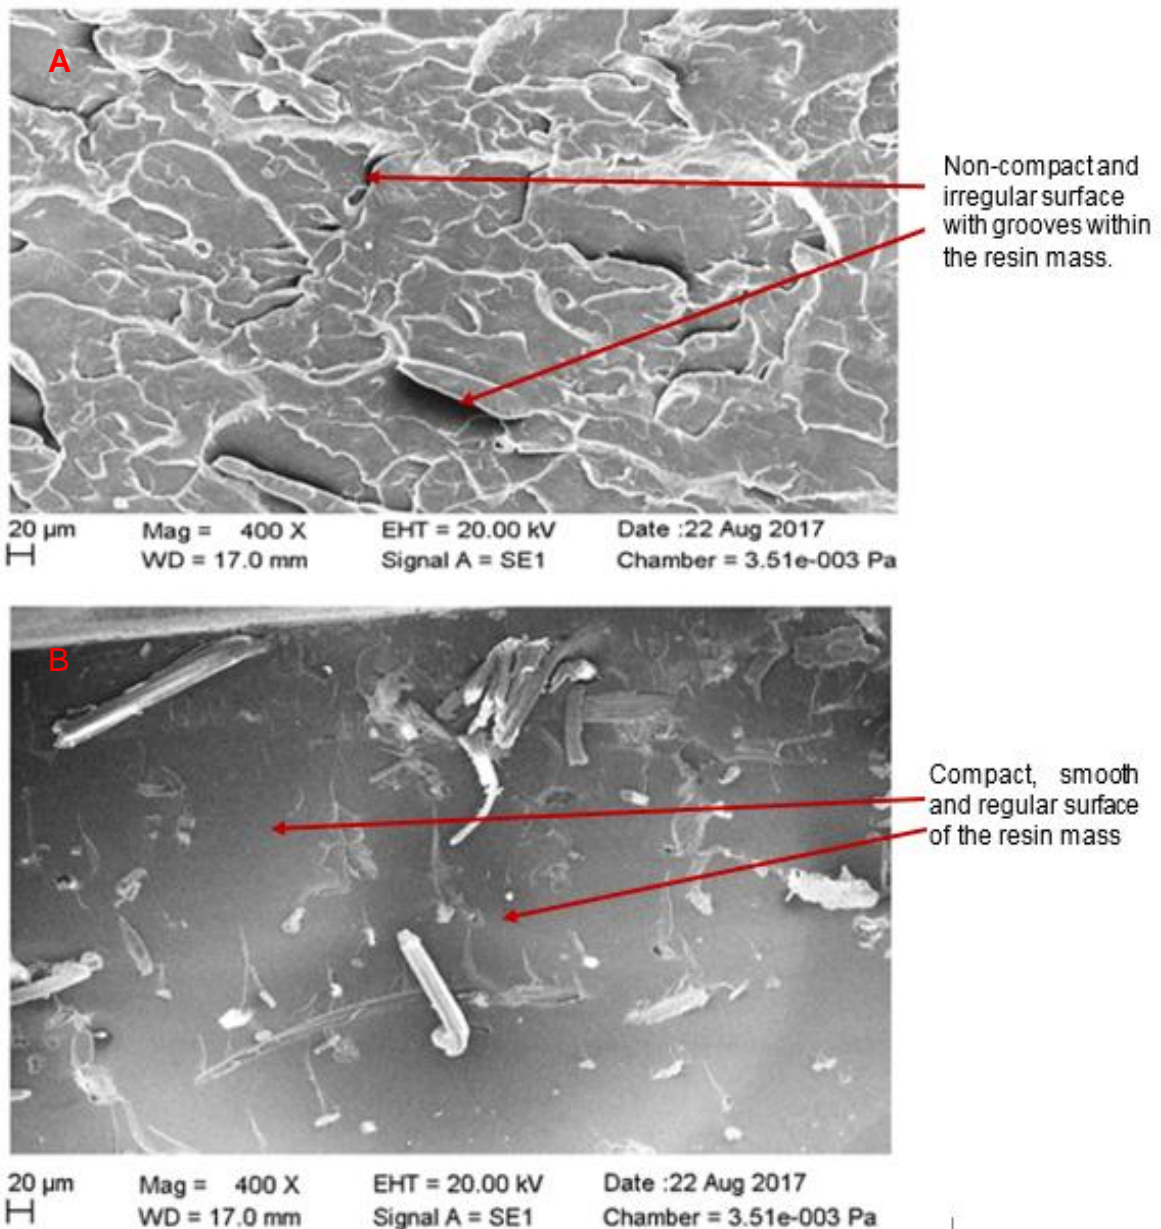 A
Non-compact and
irregular surface
with grooves within
the resin mass.
20 µm Mag = 400 X EHT = 20.00 kV Date :22 Aug 2017
WD = 17.0 mm Signal A = SE1 Chamber = 3.51e-003 Pa
B
Compact, smooth
and regular surface
of the resin mass
20 µm Mag = 400 X EHT = 20.00 kV Date :22 Aug 2017
WD = 17.0 mm Signal A = SE1 Chamber = 3.51e-003 Pa